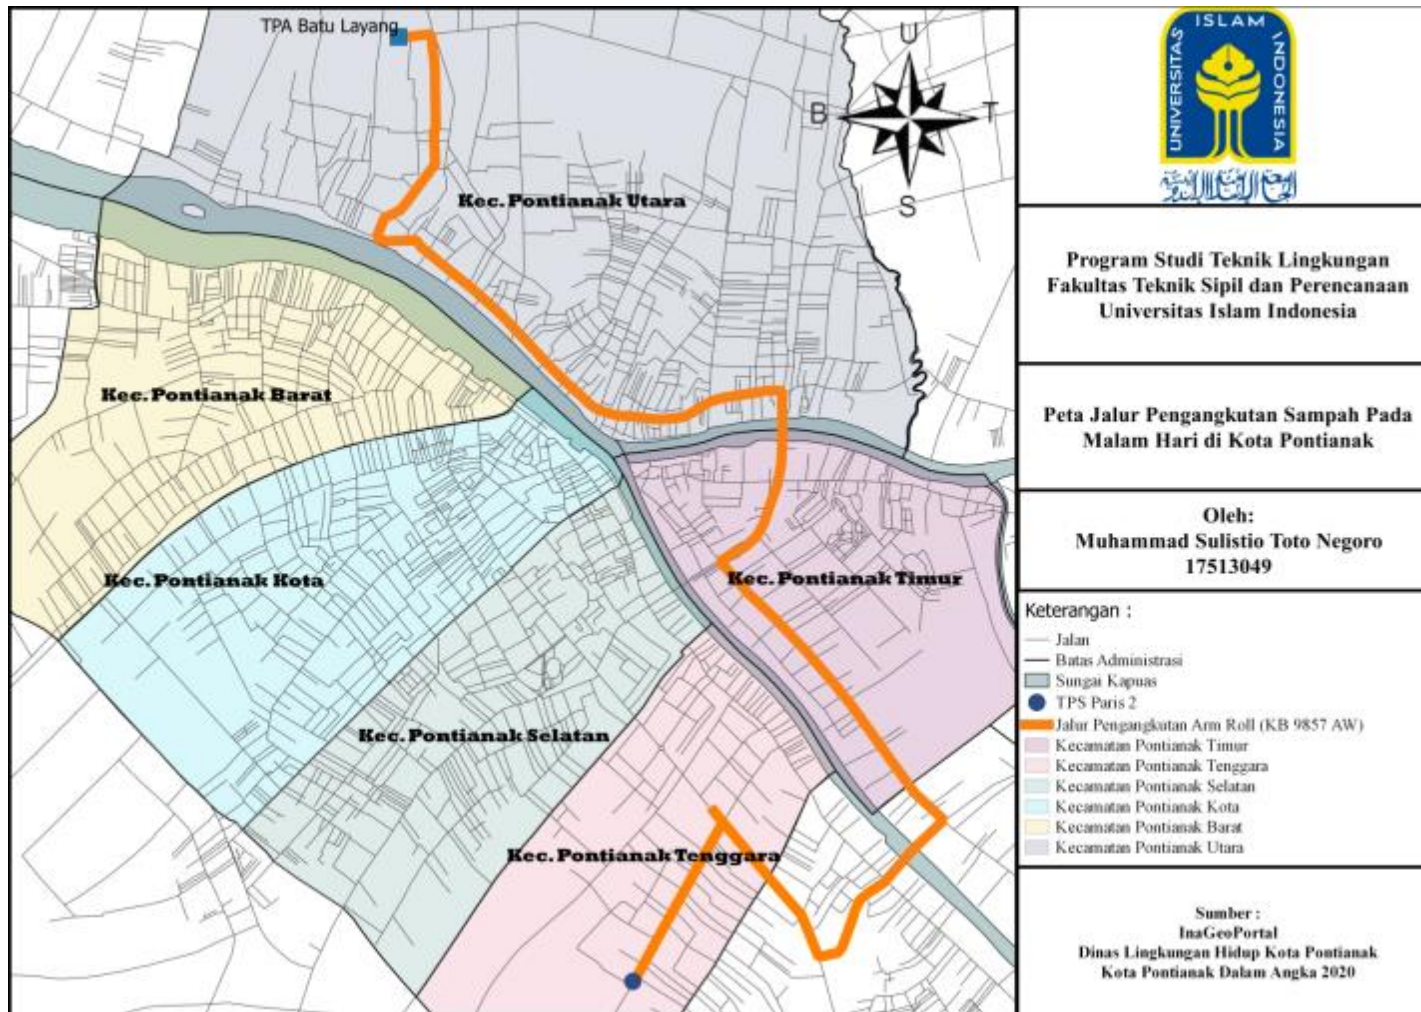 TPA Batu Layang
U
B
T
S
Kec. Pontianak Utara
Kec. Pontianak Barat
Kec. Pontianak Kota
Kec. Pontianak Timur
Kec. Pontianak Selatan
Kec. Pontianak Tenggara
UNIVERSITAS
ISLAM
INDONESIA
Program Studi Teknik Lingkungan
Fakultas Teknik Sipil dan Perencanaan
Universitas Islam Indonesia
Peta Jalur Pengangkutan Sampah Pada
Malam Hari di Kota Pontianak
Oleh:
Muhammad Sulistio Toto Negoro
17513049
Keterangan :
Jalan
Batas Administrasi
Sungai Kapuas
TPS Paris 2
Jalur Pengangkutan Arm Roll (KB 9857 AW)
Kecamatan Pontianak Timur
Kecamatan Pontianak Tenggara
Kecamatan Pontianak Selatan
Kecamatan Pontianak Kota
Kecamatan Pontianak Barat
Kecamatan Pontianak Utara
Sumber :
InaGeoPortal
Dinas Lingkungan Hidup Kota Pontianak
Kota Pontianak Dalam Angka 2020